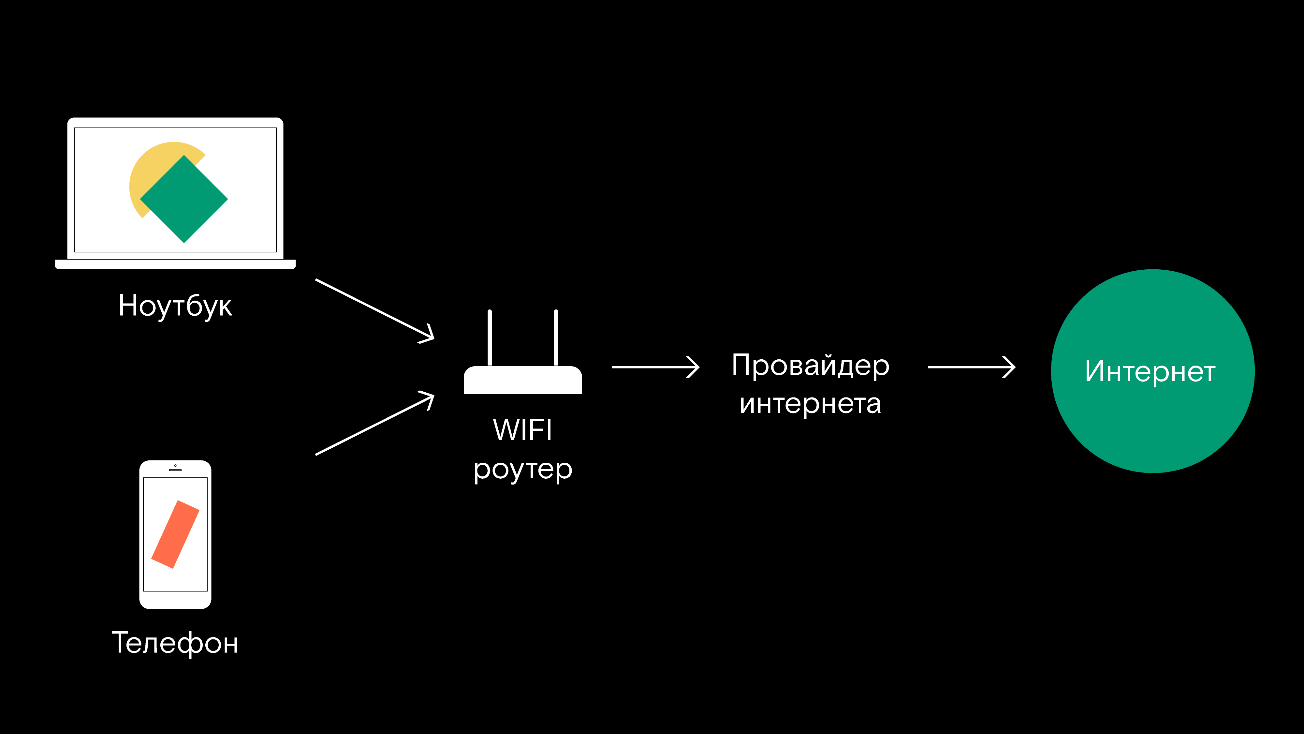 Ноутбук
Телефон
WIFI
роутер
Провайдер
интернета
Интернет